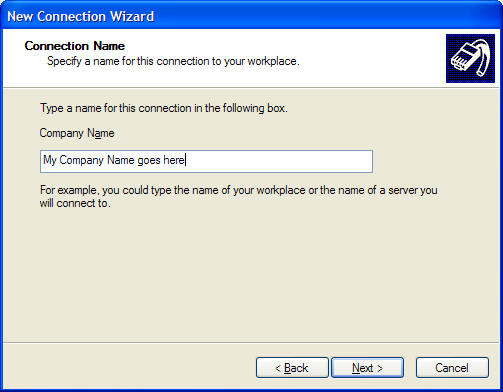 New Connection Wizard
Connection Name
Specify a name for this connection to your workplace.
Type a name for this connection in the following box.
Company Name
My Company Name goes here
For example, you could type the name of your workplace or the name of a server you
will connect to.
< Back
Next >
Cancel